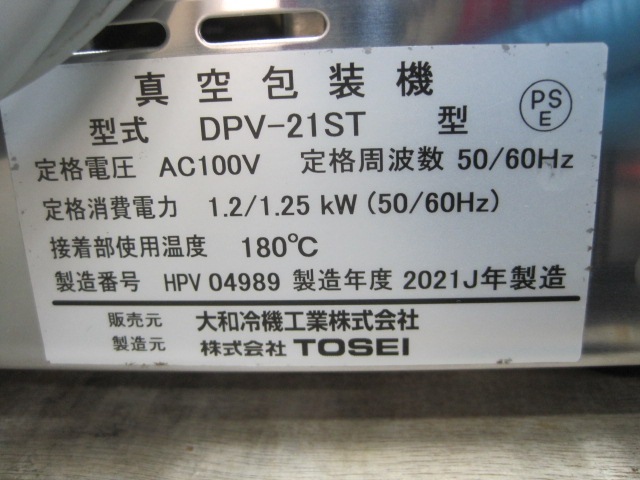 真空包装機
型式 DPV-21ST 型
PS
E
定格電圧 AC100V 定格周波数 50/60Hz
定格消費電力 1.2/1.25 kW (50/60Hz)
接着部使用温度 180℃
製造番号 HPV 04989 製造年度 2021J年製造
販売元 大和冷機工業株式会社
製造元 株式会社 TOSEI